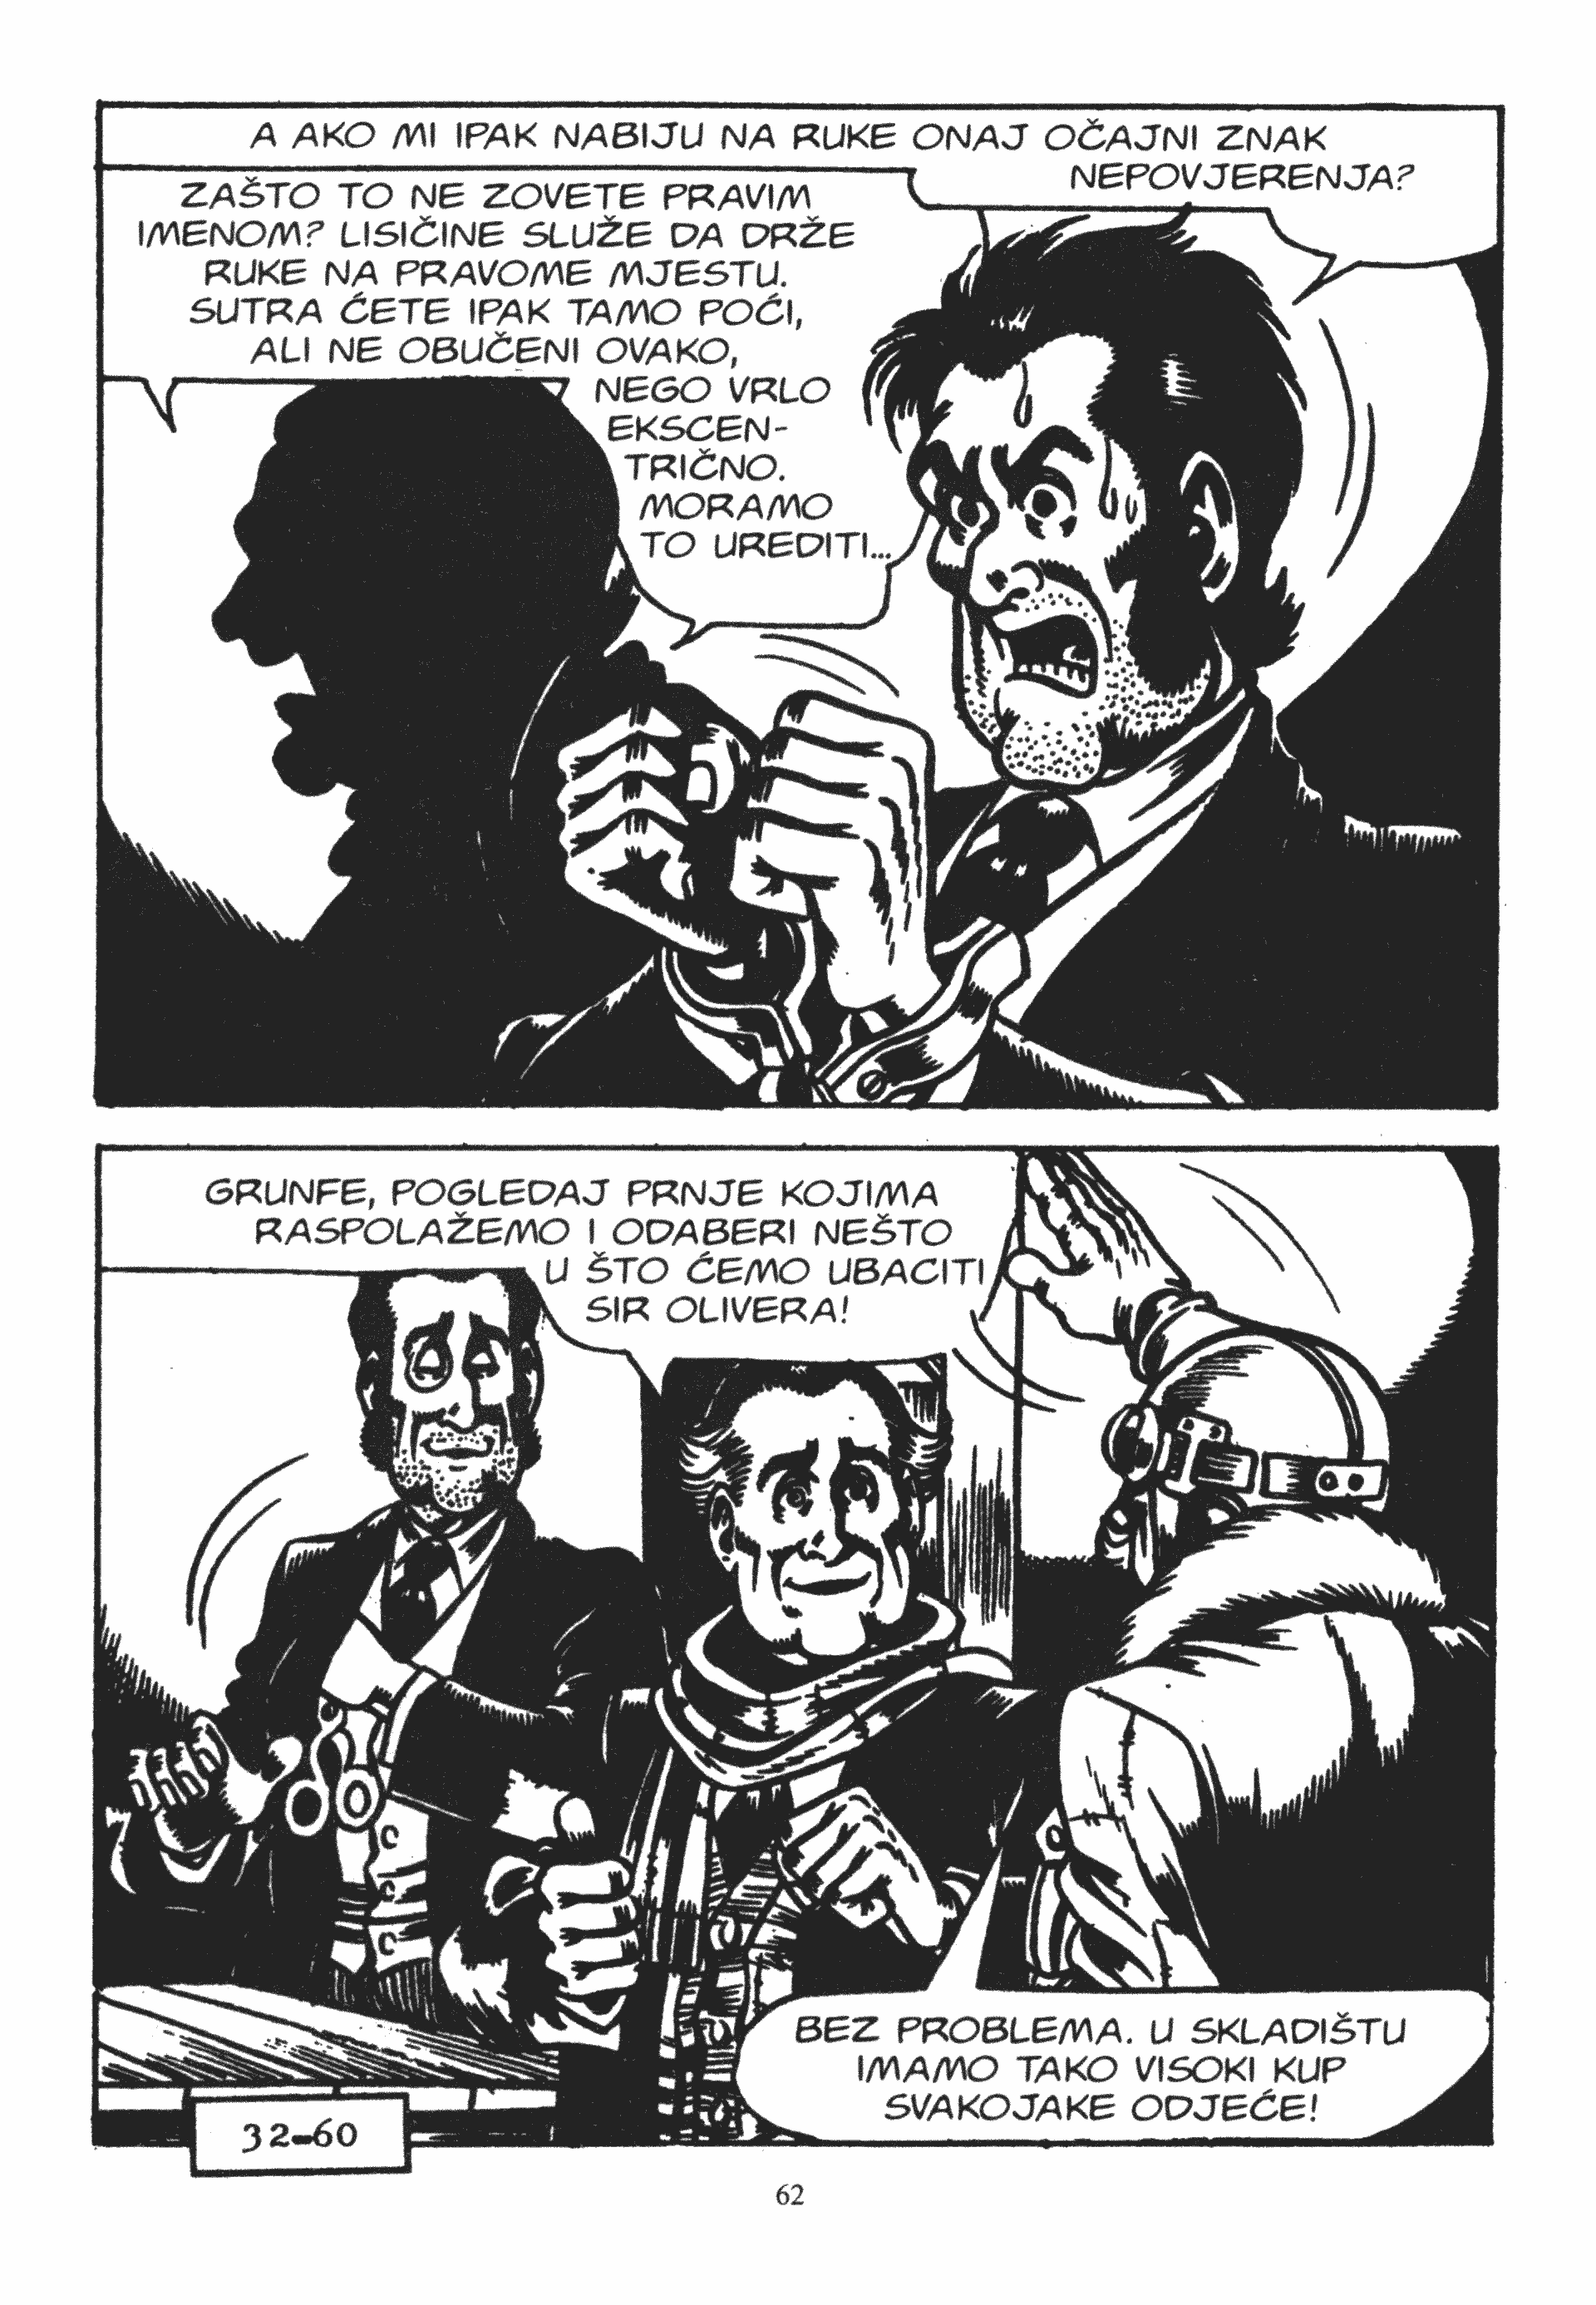 A AKO MI IPAK NABIJU NA RUKE ONAJ OČAJNI ZNAK
NEPOVJERENJA?
ZAŠTO TO NE ZOVETE PRAVIM
IMENOM? LISIČINE SLUŽE DA DRŽE
RUKE NA PRAVOME MJESTU.
SUTRA ĆETE IPAK TAMO POĆI,
ALI NE OBUČENI OVAKO,
NEGO VRLO
EKSCEN-
TRIČNO.
MORAMO
TO UREDITI...
GRUNFE, POGLEDAJ PRNJE KOJIMA
RASPOLAŽEMO I ODABERI NEŠTO
U ŠTO ĆEMO UBACITI
SIR OLIVERA!
BEZ PROBLEMA. U SKLADIŠTU
IMAMO TAKO VISOKI KUP
SVAKOJAKE ODJEĆE!
32-60
62